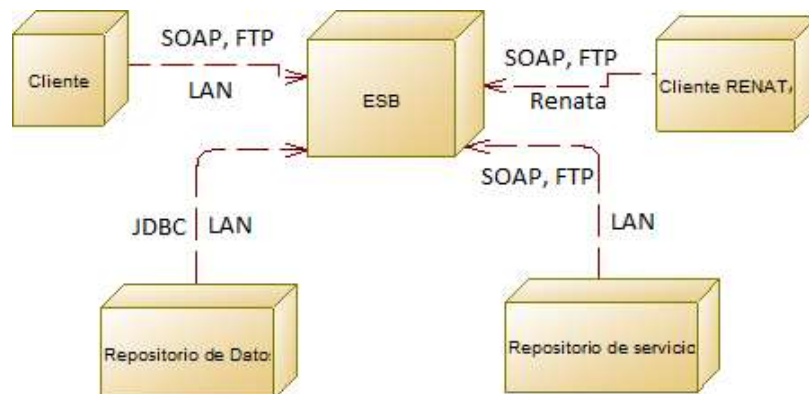 SOAP, FTP
Cliente
LAN
ESB
SOAP, FTP
Cliente RENAT
Renata
SOAP, FTP
JDBC
LAN
LAN
Repositorio de Dato
Repositorio de servicio